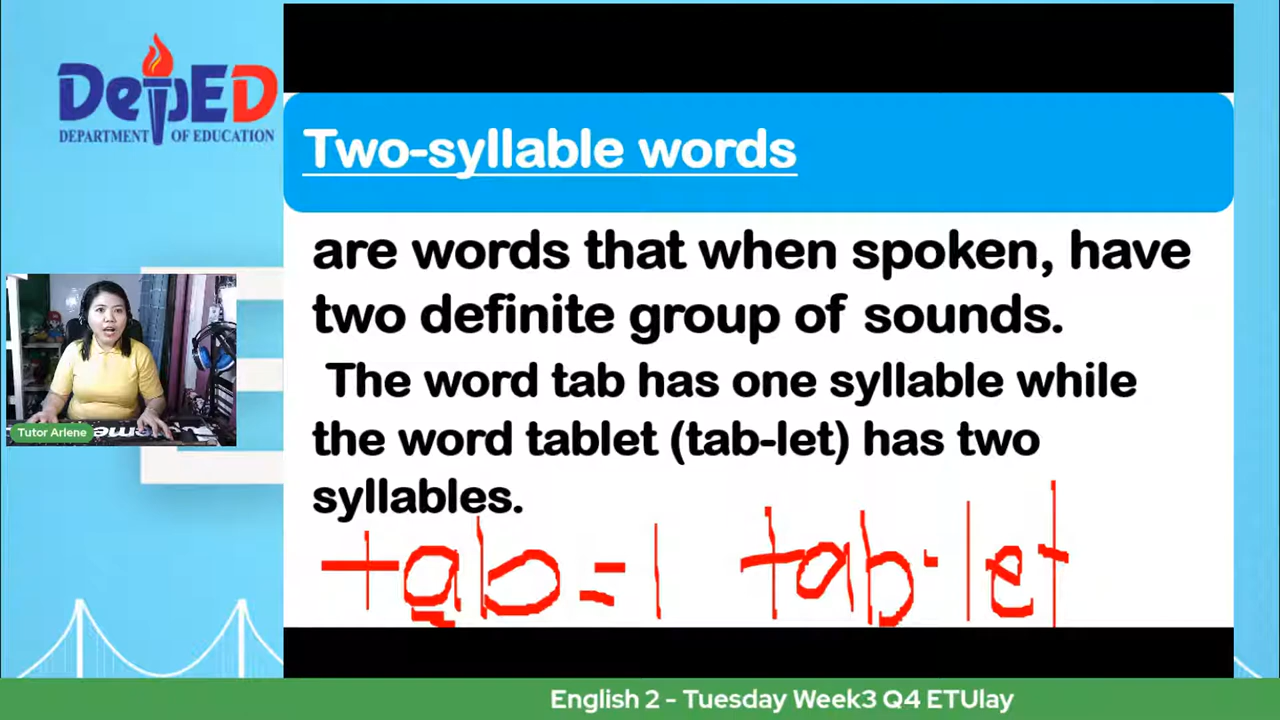 DepED
DEPARTMENT OF EDUCATION
Two-syllable words
are words that when spoken, have
two definite group of sounds.
The word tab has one syllable while
the word tablet (tab-let) has two
syllables.
tab = 1 tab-let
Tutor Arlene
English 2 - Tuesday Week3 Q4 ETUlay